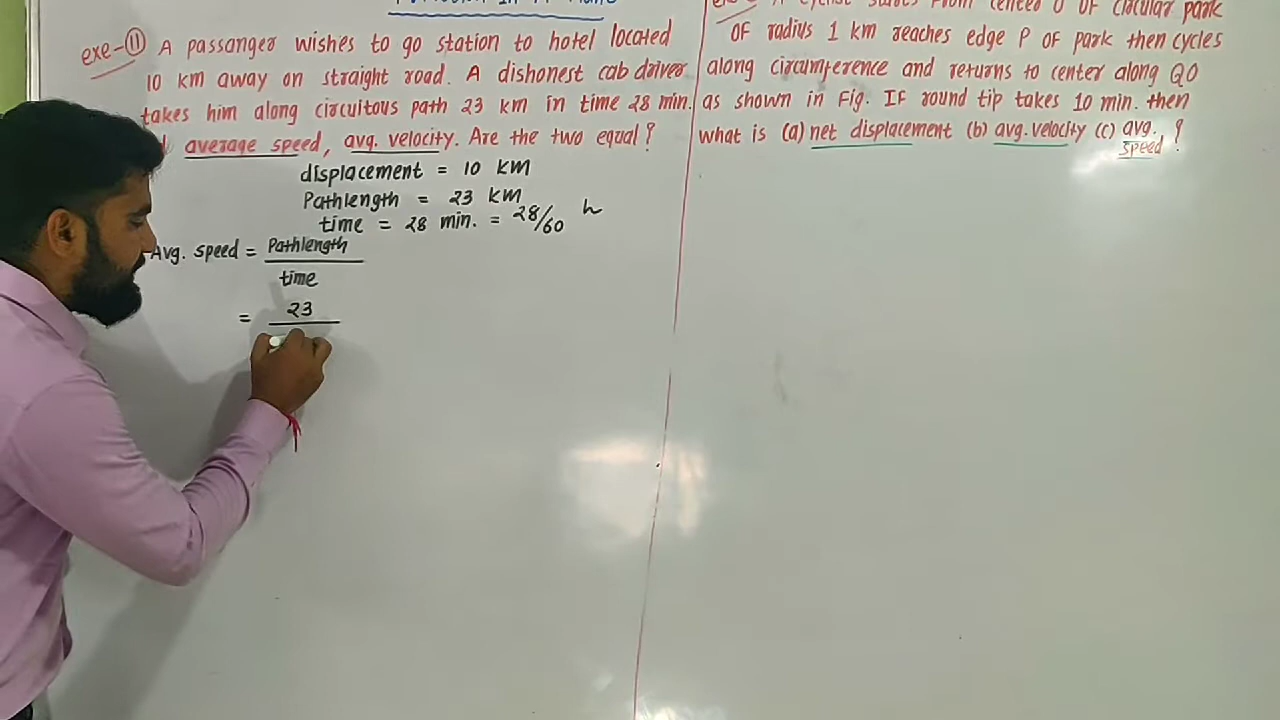 exe-11 A passanger wishes to go station to hotel located
10 km away on straight road. A dishonest cab driver
takes him along circuitous path 23 km in time 28 min.
average speed, avg. velocity. Are the two equal?
displacement = 10 km
Pathlength = 23 km
time = 28 min. = 28/60 h
Avg. speed = Pathlength
time
= 23
of radius 1 km reaches edge P of park then cycles
along circumference and returns to center along QO
as shown in Fig. If round tip takes 10 min. then
what is (a) net displacement (b) avg. velocity (c) avg. speed ?